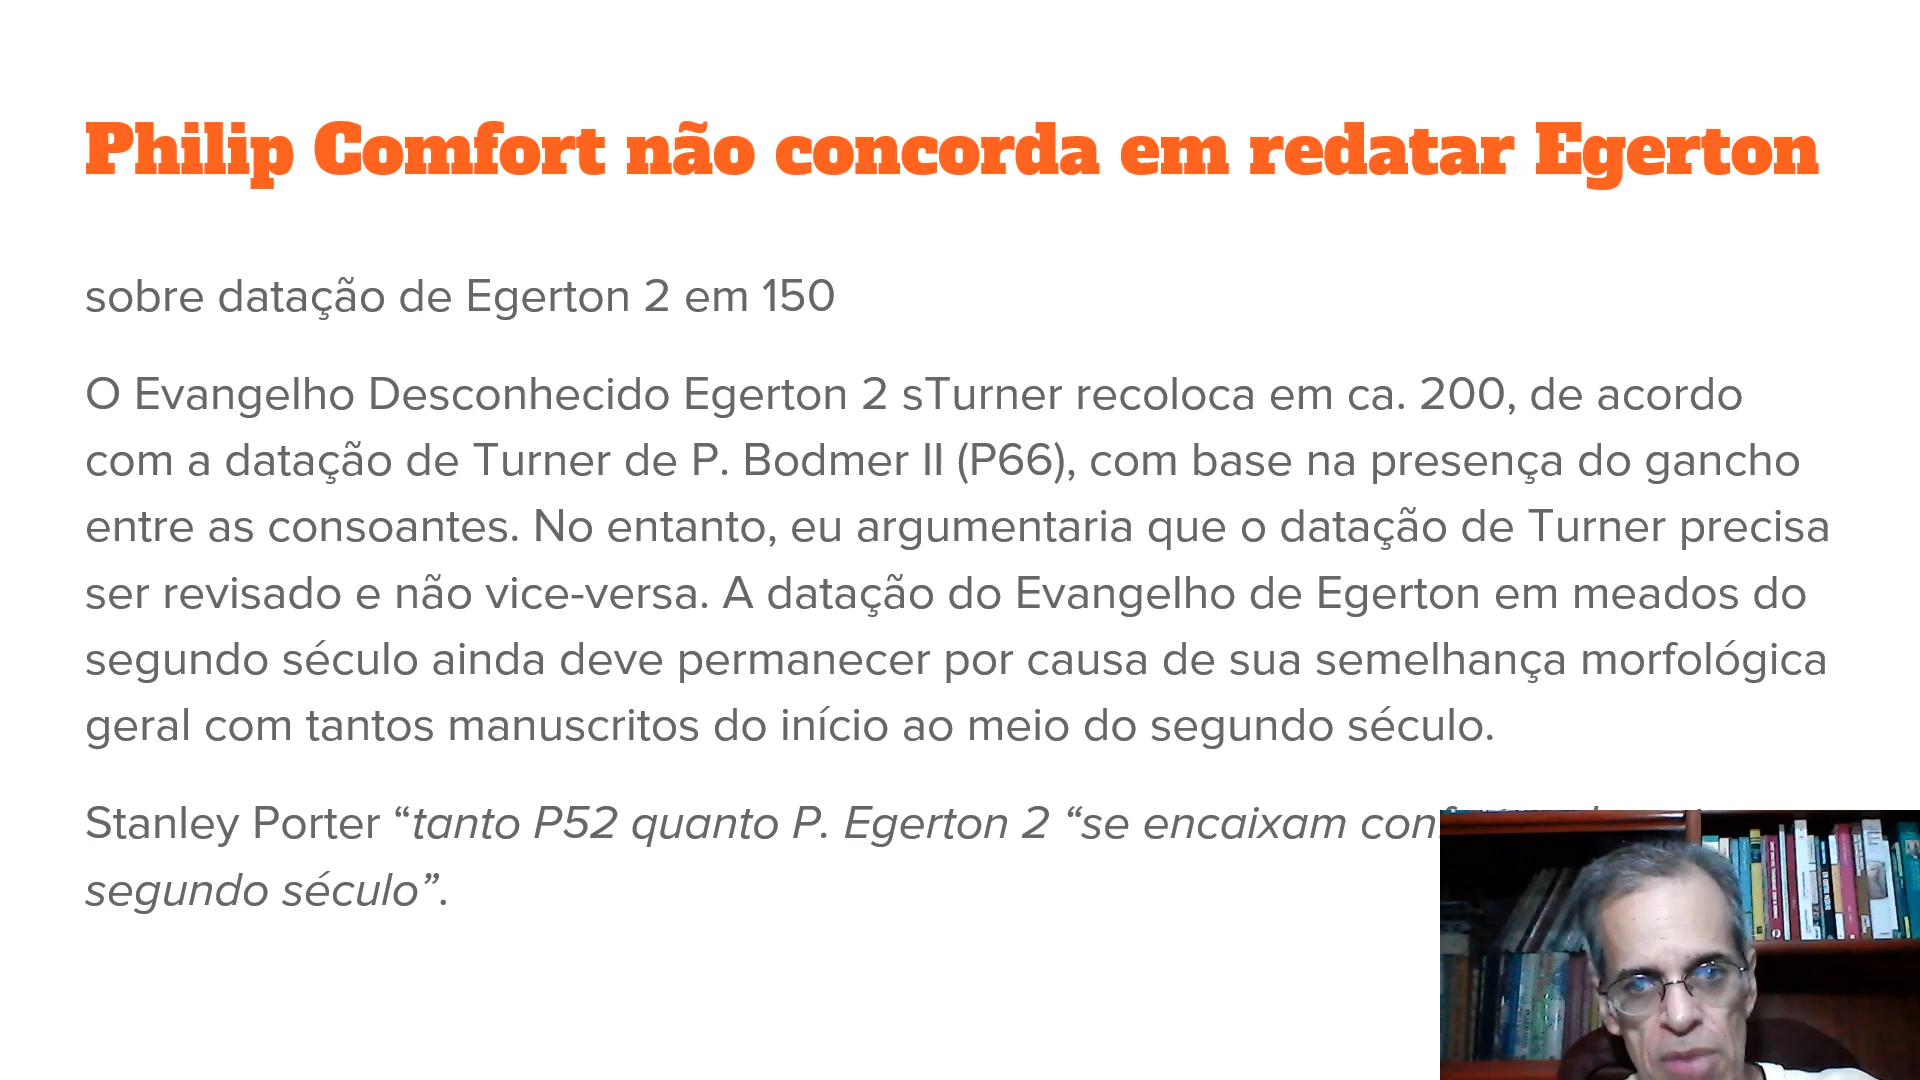 Philip Comfort não concorda em redatar Egerton
sobre datação de Egerton 2 em 150
O Evangelho Desconhecido Egerton 2 sTurner recoloca em ca. 200, de acordo
com a datação de Turner de P. Bodmer II (P66), com base na presença do gancho
entre as consoantes. No entanto, eu argumentaria que o datação de Turner precisa
ser revisado e não vice-versa. A datação do Evangelho de Egerton em meados do
segundo século ainda deve permanecer por causa de sua semelhança morfológica
geral com tantos manuscritos do início ao meio do segundo século.
Stanley Porter “tanto P52 quanto P. Egerton 2 “se encaixam
segundo século”.